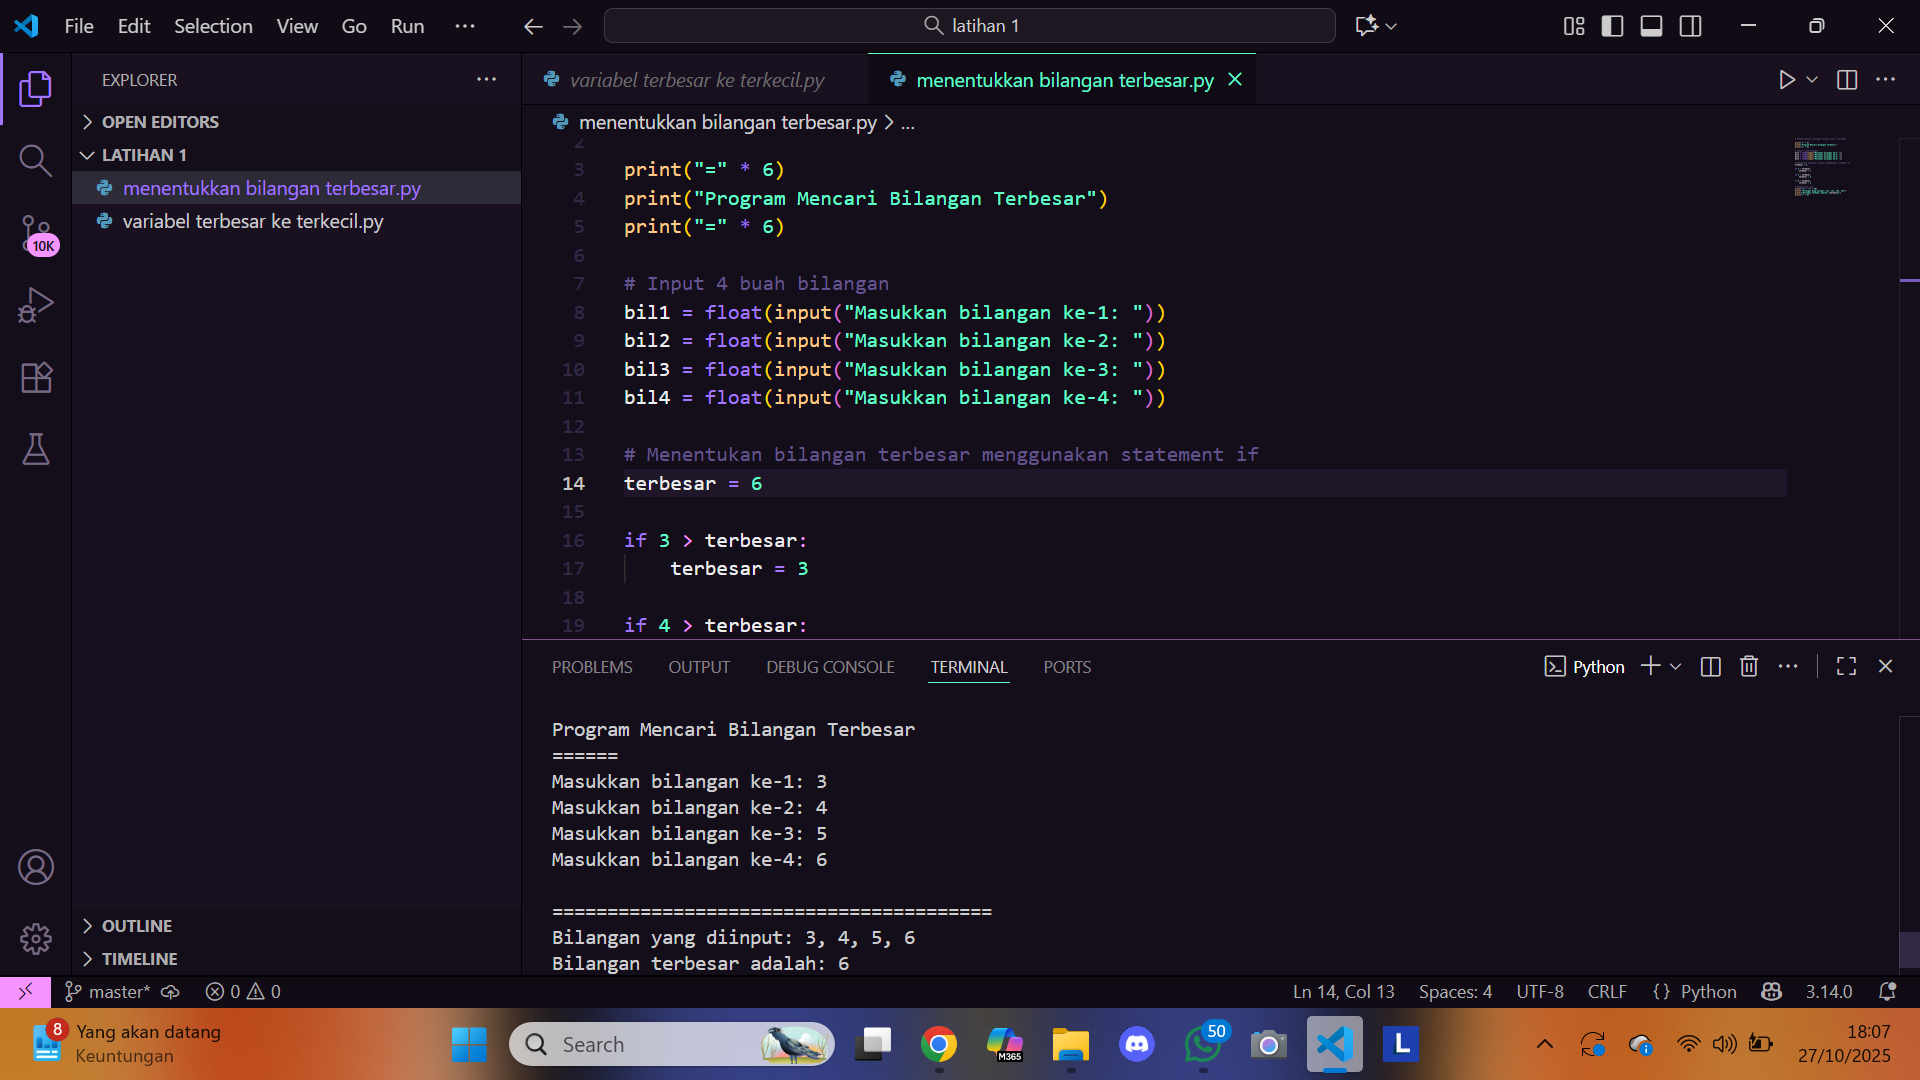 File Edit Selection View Go Run ...
latihan 1
EXPLORER
OPEN EDITORS
LATIHAN 1
menentukkan bilangan terbesar.py
variabel terbesar ke terkecil.py
10K
OUTLINE
TIMELINE
variabel terbesar ke terkecil.py
menentukkan bilangan terbesar.py
menentukkan bilangan terbesar.py > ...
2
3 print("=" * 6)
4 print("Program Mencari Bilangan Terbesar")
5 print("=" * 6)
6
7 # Input 4 buah bilangan
8 bil1 = float(input("Masukkan bilangan ke-1: "))
9 bil2 = float(input("Masukkan bilangan ke-2: "))
10 bil3 = float(input("Masukkan bilangan ke-3: "))
11 bil4 = float(input("Masukkan bilangan ke-4: "))
12
13 # Menentukan bilangan terbesar menggunakan statement if
14 terbesar = 6
15
16 if 3 > terbesar:
17 terbesar = 3
18
19 if 4 > terbesar:
PROBLEMS OUTPUT DEBUG CONSOLE TERMINAL PORTS
Python
Program Mencari Bilangan Terbesar
======
Masukkan bilangan ke-1: 3
Masukkan bilangan ke-2: 4
Masukkan bilangan ke-3: 5
Masukkan bilangan ke-4: 6
========================================
Bilangan yang diinput: 3, 4, 5, 6
Bilangan terbesar adalah: 6
master* 0 0
Ln 14, Col 13 Spaces: 4 UTF-8 CRLF {} Python 3.14.0
8
Yang akan datang
Keuntungan
Search
M365
50
L
18:07
27/10/2025